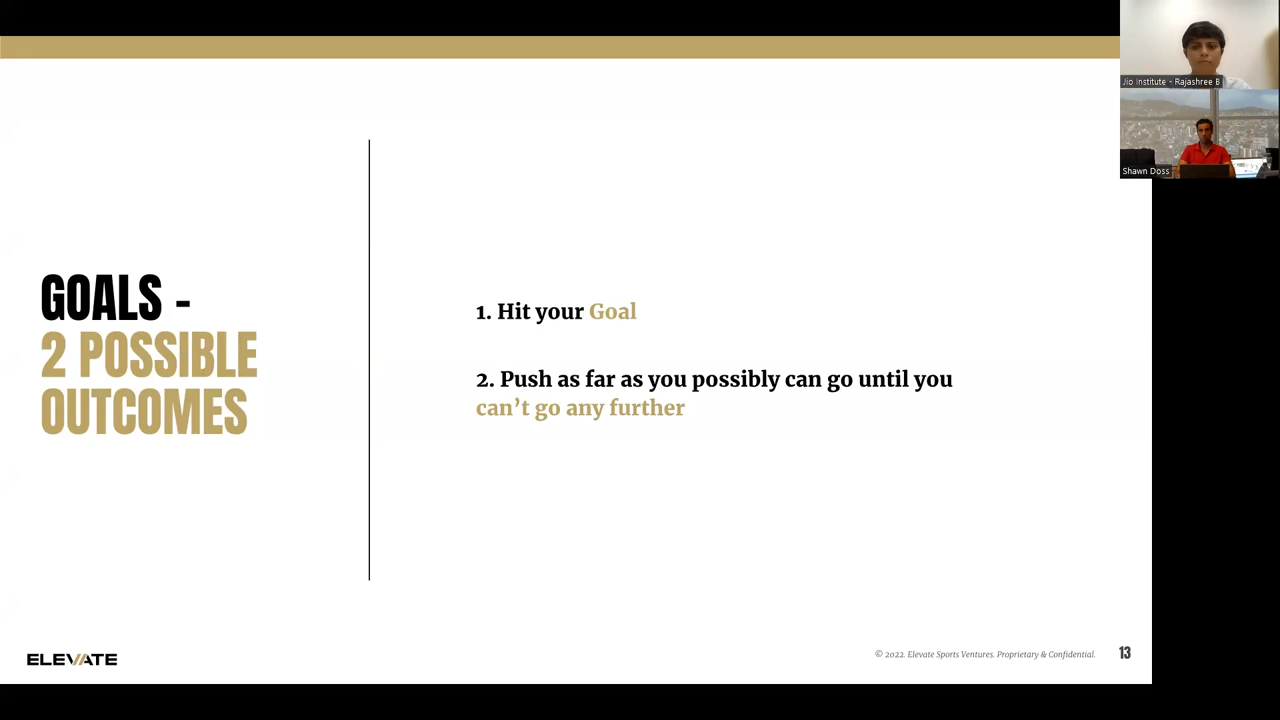 Jio Institute - Rajashree B
Shawn Doss
GOALS -
2 POSSIBLE
OUTCOMES
1. Hit your Goal
2. Push as far as you possibly can go until you
can’t go any further
ELEVATE
© 2022. Elevate Sports Ventures. Proprietary & Confidential.
13